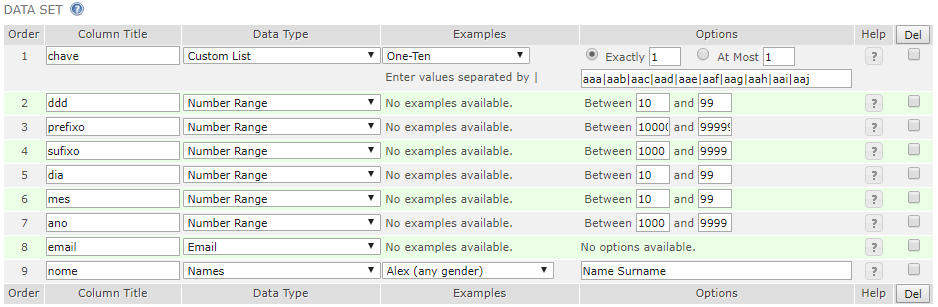 DATA SET ?
Order Column Title Data Type Examples Options Help Del
1 chave Custom List One-Ten Exactly 1 At Most 1 ?
Enter values separated by | aaa|aab|aac|aad|aae|aaf|aag|aah|aai|aaj
2 ddd Number Range No examples available. Between 10 and 99 ?
3 prefixo Number Range No examples available. Between 10000 and 99999 ?
4 sufixo Number Range No examples available. Between 1000 and 9999 ?
5 dia Number Range No examples available. Between 10 and 99 ?
6 mes Number Range No examples available. Between 10 and 99 ?
7 ano Number Range No examples available. Between 1000 and 9999 ?
8 email Email No examples available. No options available. ?
9 nome Names Alex (any gender) Name Surname ?
Order Column Title Data Type Examples Options Help Del